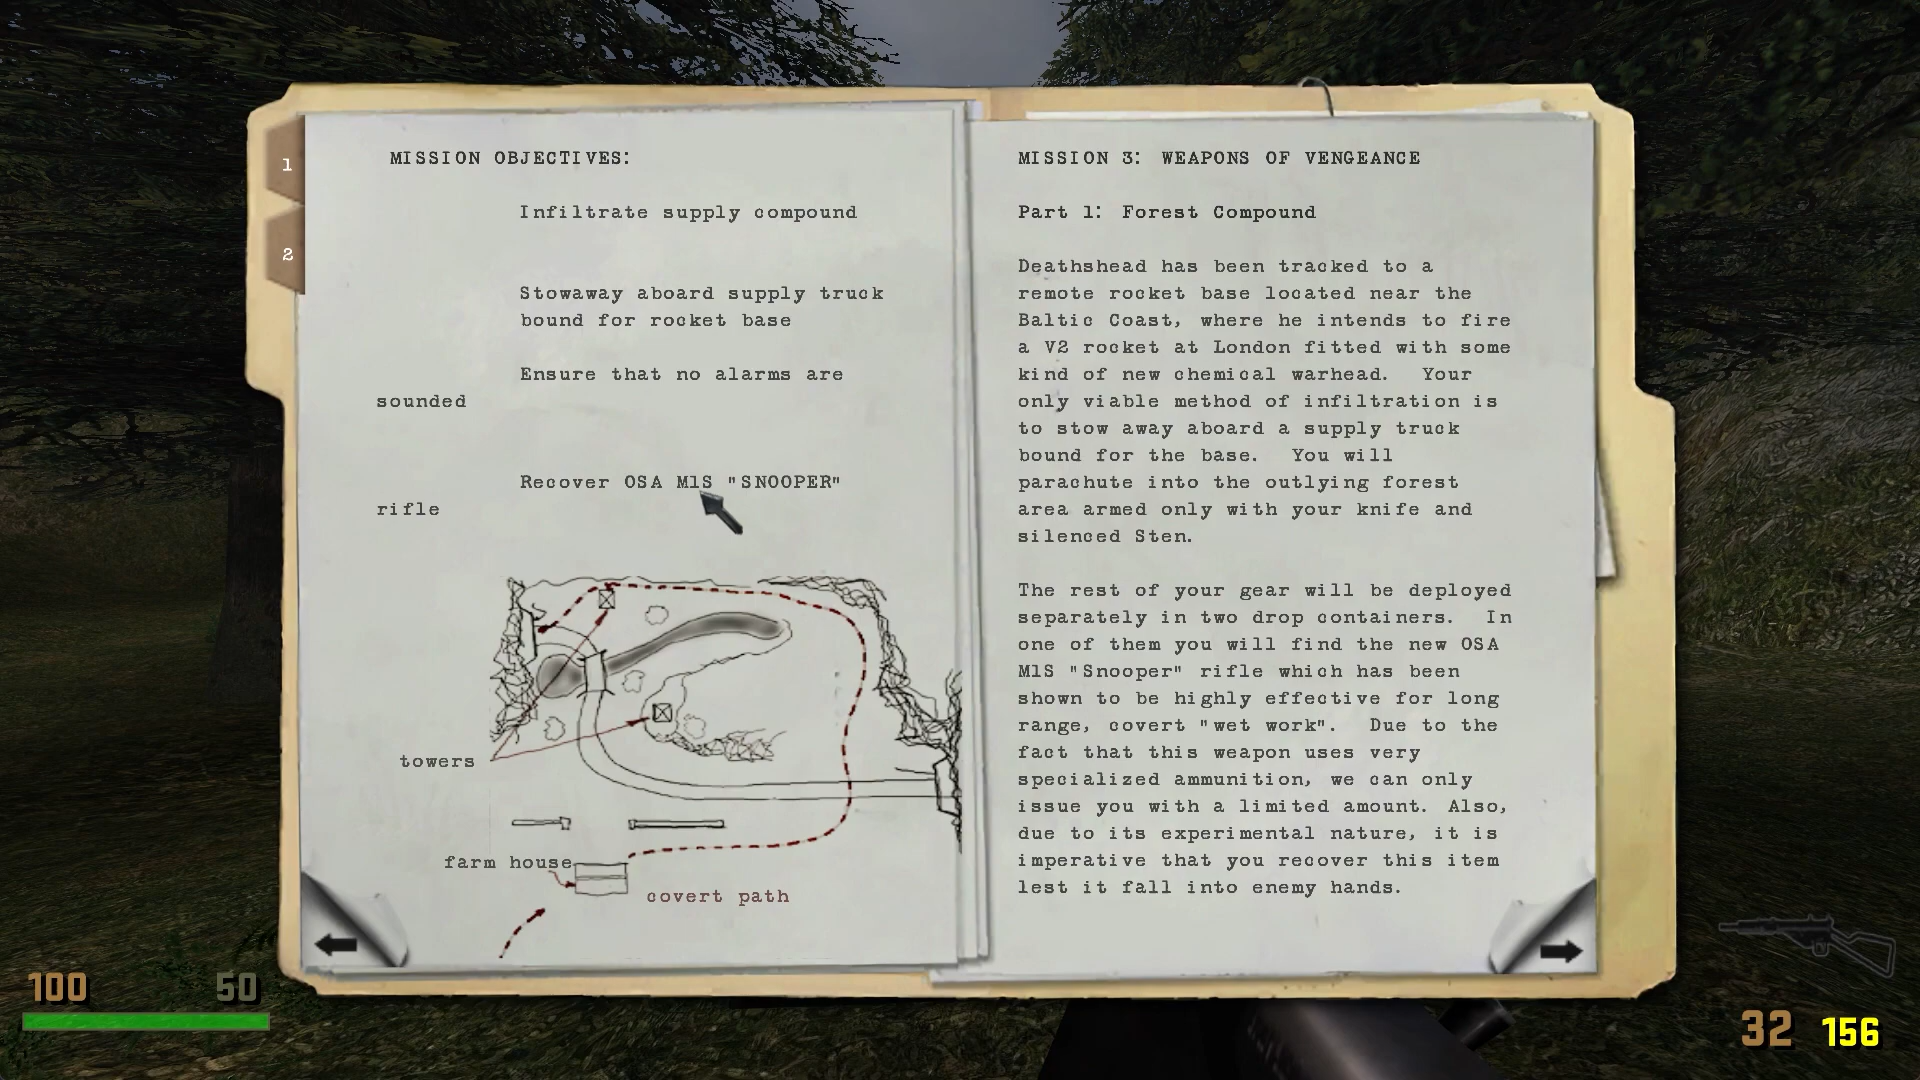 1
2
MISSION OBJECTIVES:
Infiltrate supply compound
Stowaway aboard supply truck
bound for rocket base
Ensure that no alarms are
sounded
Recover OSA M1S "SNOOPER"
rifle
towers
farm house
covert path
MISSION 3: WEAPONS OF VENGEANCE
Part 1: Forest Compound
Deathshead has been tracked to a
remote rocket base located near the
Baltic Coast, where he intends to fire
a V2 rocket at London fitted with some
kind of new chemical warhead. Your
only viable method of infiltration is
to stow away aboard a supply truck
bound for the base. You will
parachute into the outlying forest
area armed only with your knife and
silenced Sten.
The rest of your gear will be deployed
separately in two drop containers. In
one of them you will find the new OSA
M1S "Snooper" rifle which has been
shown to be highly effective for long
range, covert "wet work". Due to the
fact that this weapon uses very
specialized ammunition, we can only
issue you with a limited amount. Also,
due to its experimental nature, it is
imperative that you recover this item
lest it fall into enemy hands.
100 50
32 156